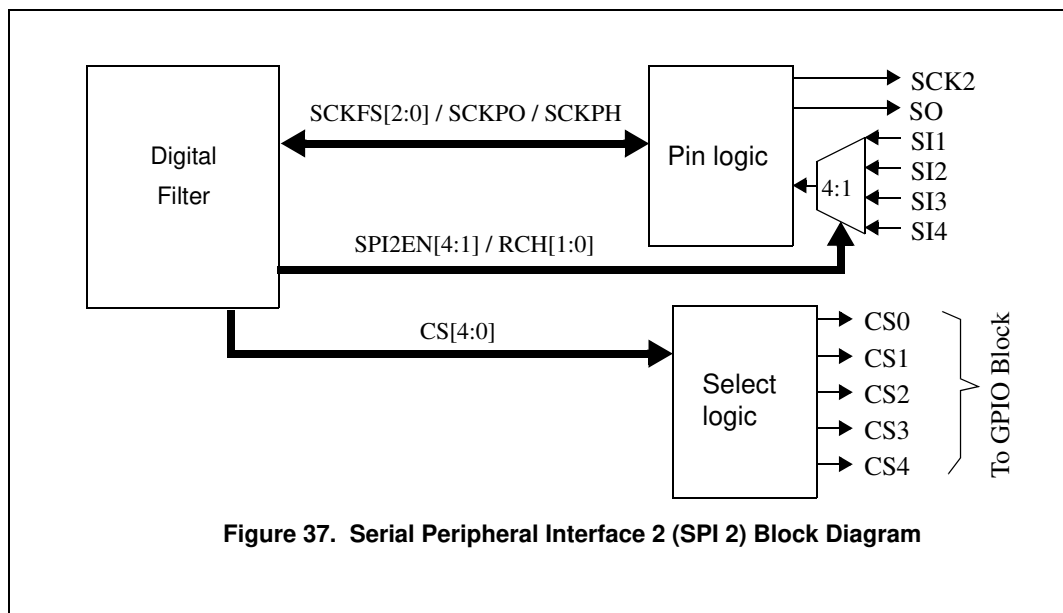 Digital
Filter
SCKFS[2:0] / SCKPO / SCKPH
SPI2EN[4:1] / RCH[1:0]
CS[4:0]
Pin logic
4:1
SCK2
SO
SI1
SI2
SI3
SI4
Select
logic
CS0
CS1
CS2
CS3
CS4
To GPIO Block
Figure 37. Serial Peripheral Interface 2 (SPI 2) Block Diagram